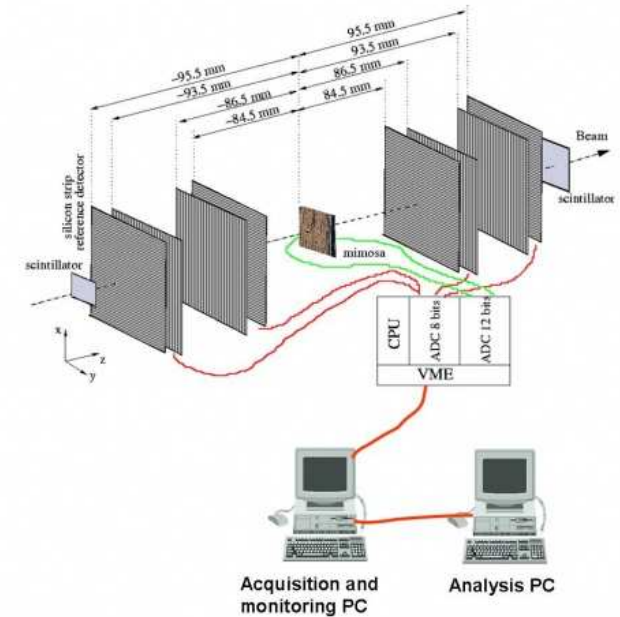 95.5 mm
−95.5 mm
93.5 mm
−93.5 mm
86.5 mm
−86.5 mm
84.5 mm
−84.5 mm
Beam
silicon strip
reference detector
scintillator
scintillator
mimosa
x
z
y
CPU
ADC 8 bits
ADC 12 bits
VME
Acquisition and
monitoring PC
Analysis PC